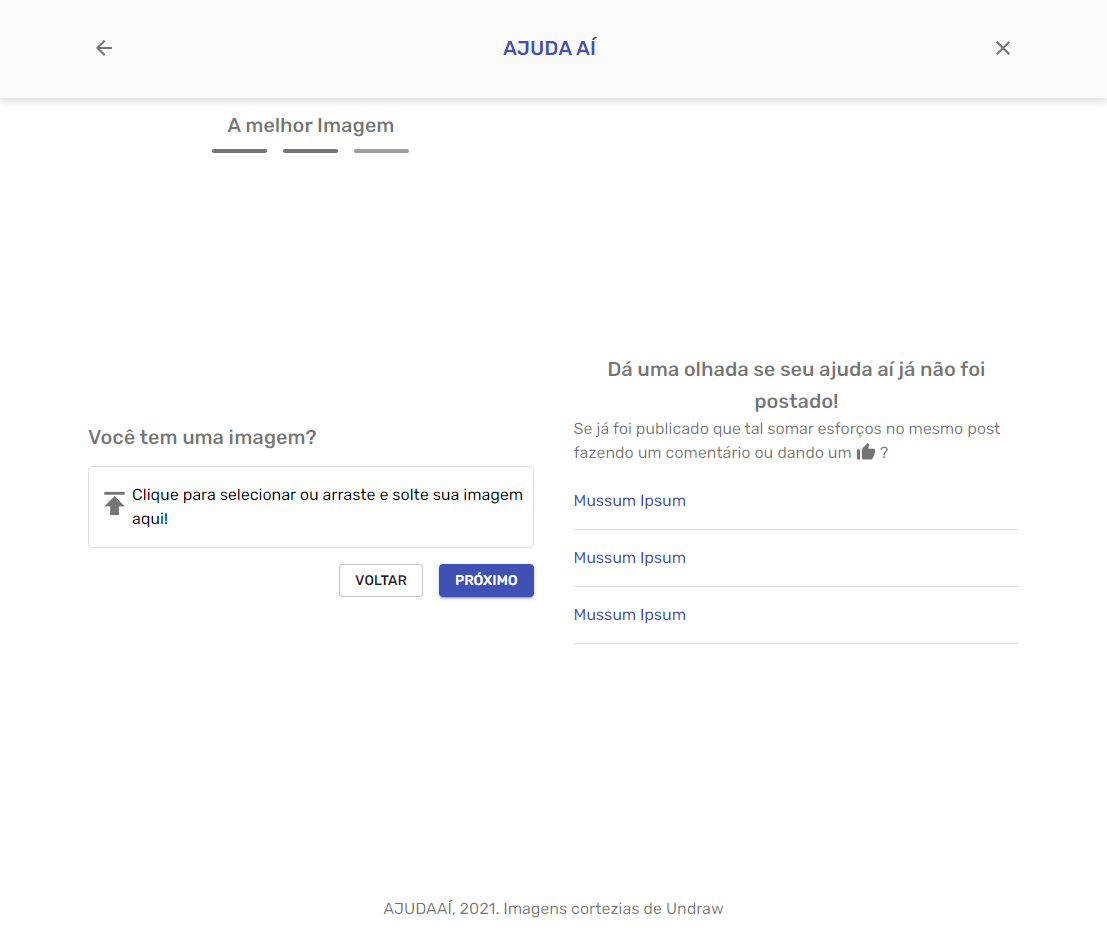 AJUDA AÍ
A melhor Imagem
Você tem uma imagem?
Clique para selecionar ou arraste e solte sua imagem
aqui!
VOLTAR
PRÓXIMO
Dá uma olhada se seu ajuda aí já não foi
postado!
Se já foi publicado que tal somar esforços no mesmo post
fazendo um comentário ou dando um ?
Mussum Ipsum
Mussum Ipsum
Mussum Ipsum
AJUDAAÍ, 2021. Imagens cortezias de Undraw